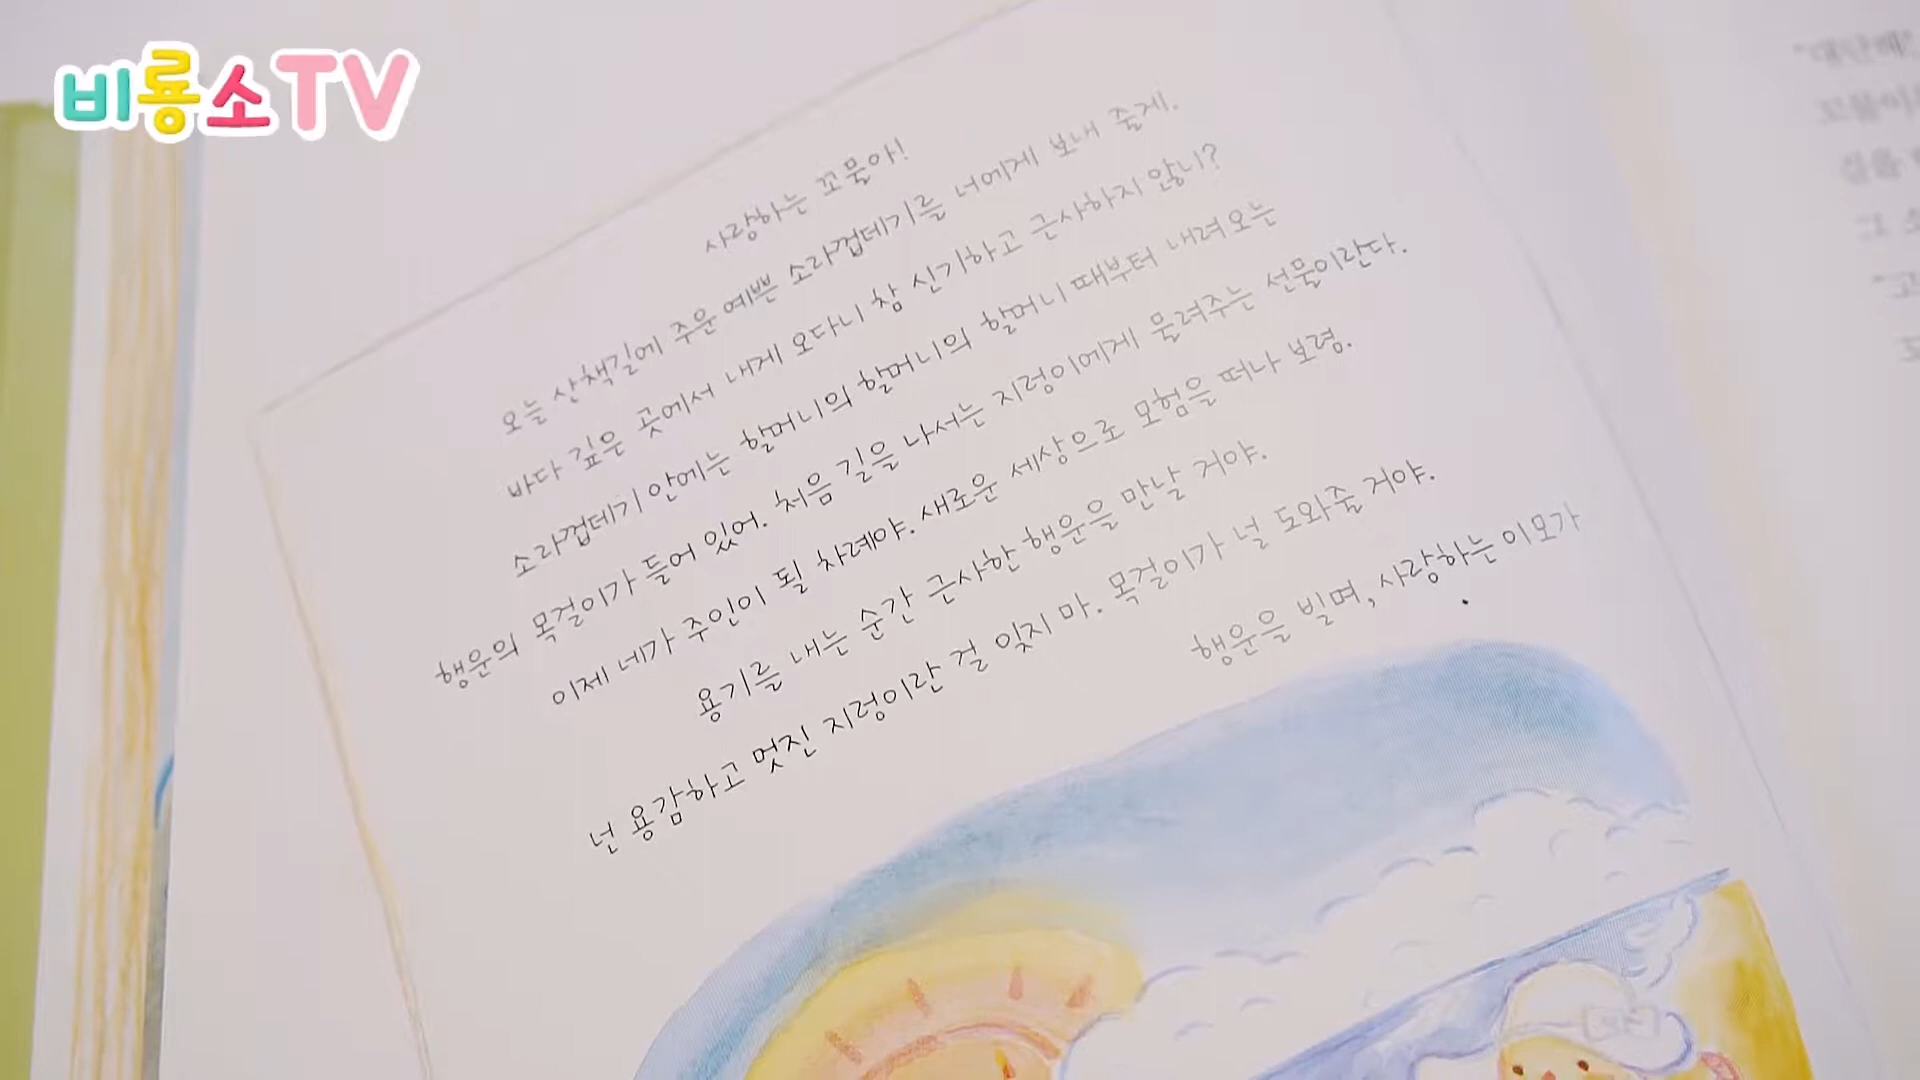 비룡소TV
사랑하는 꼬물아!
오늘 산책길에 주운 예쁜 소라껍데기를 너에게 보내 줄게.
바다 깊은 곳에서 내게 오다니 참 신기하고 근사하지 않니?
소라껍데기 안에는 할머니의 할머니의 할머니 때부터 내려오는
행운의 목걸이가 들어 있어. 처음 길을 나서는 지렁이에게 물려주는 선물이란다.
이제 네가 주인이 될 차례야. 새로운 세상으로 모험을 떠나 보렴.
용기를 내는 순간 근사한 행운을 만날 거야.
넌 용감하고 멋진 지렁이란 걸 잊지 마. 목걸이가 널 도와줄 거야.
행운을 빌며, 사랑하는 이모가